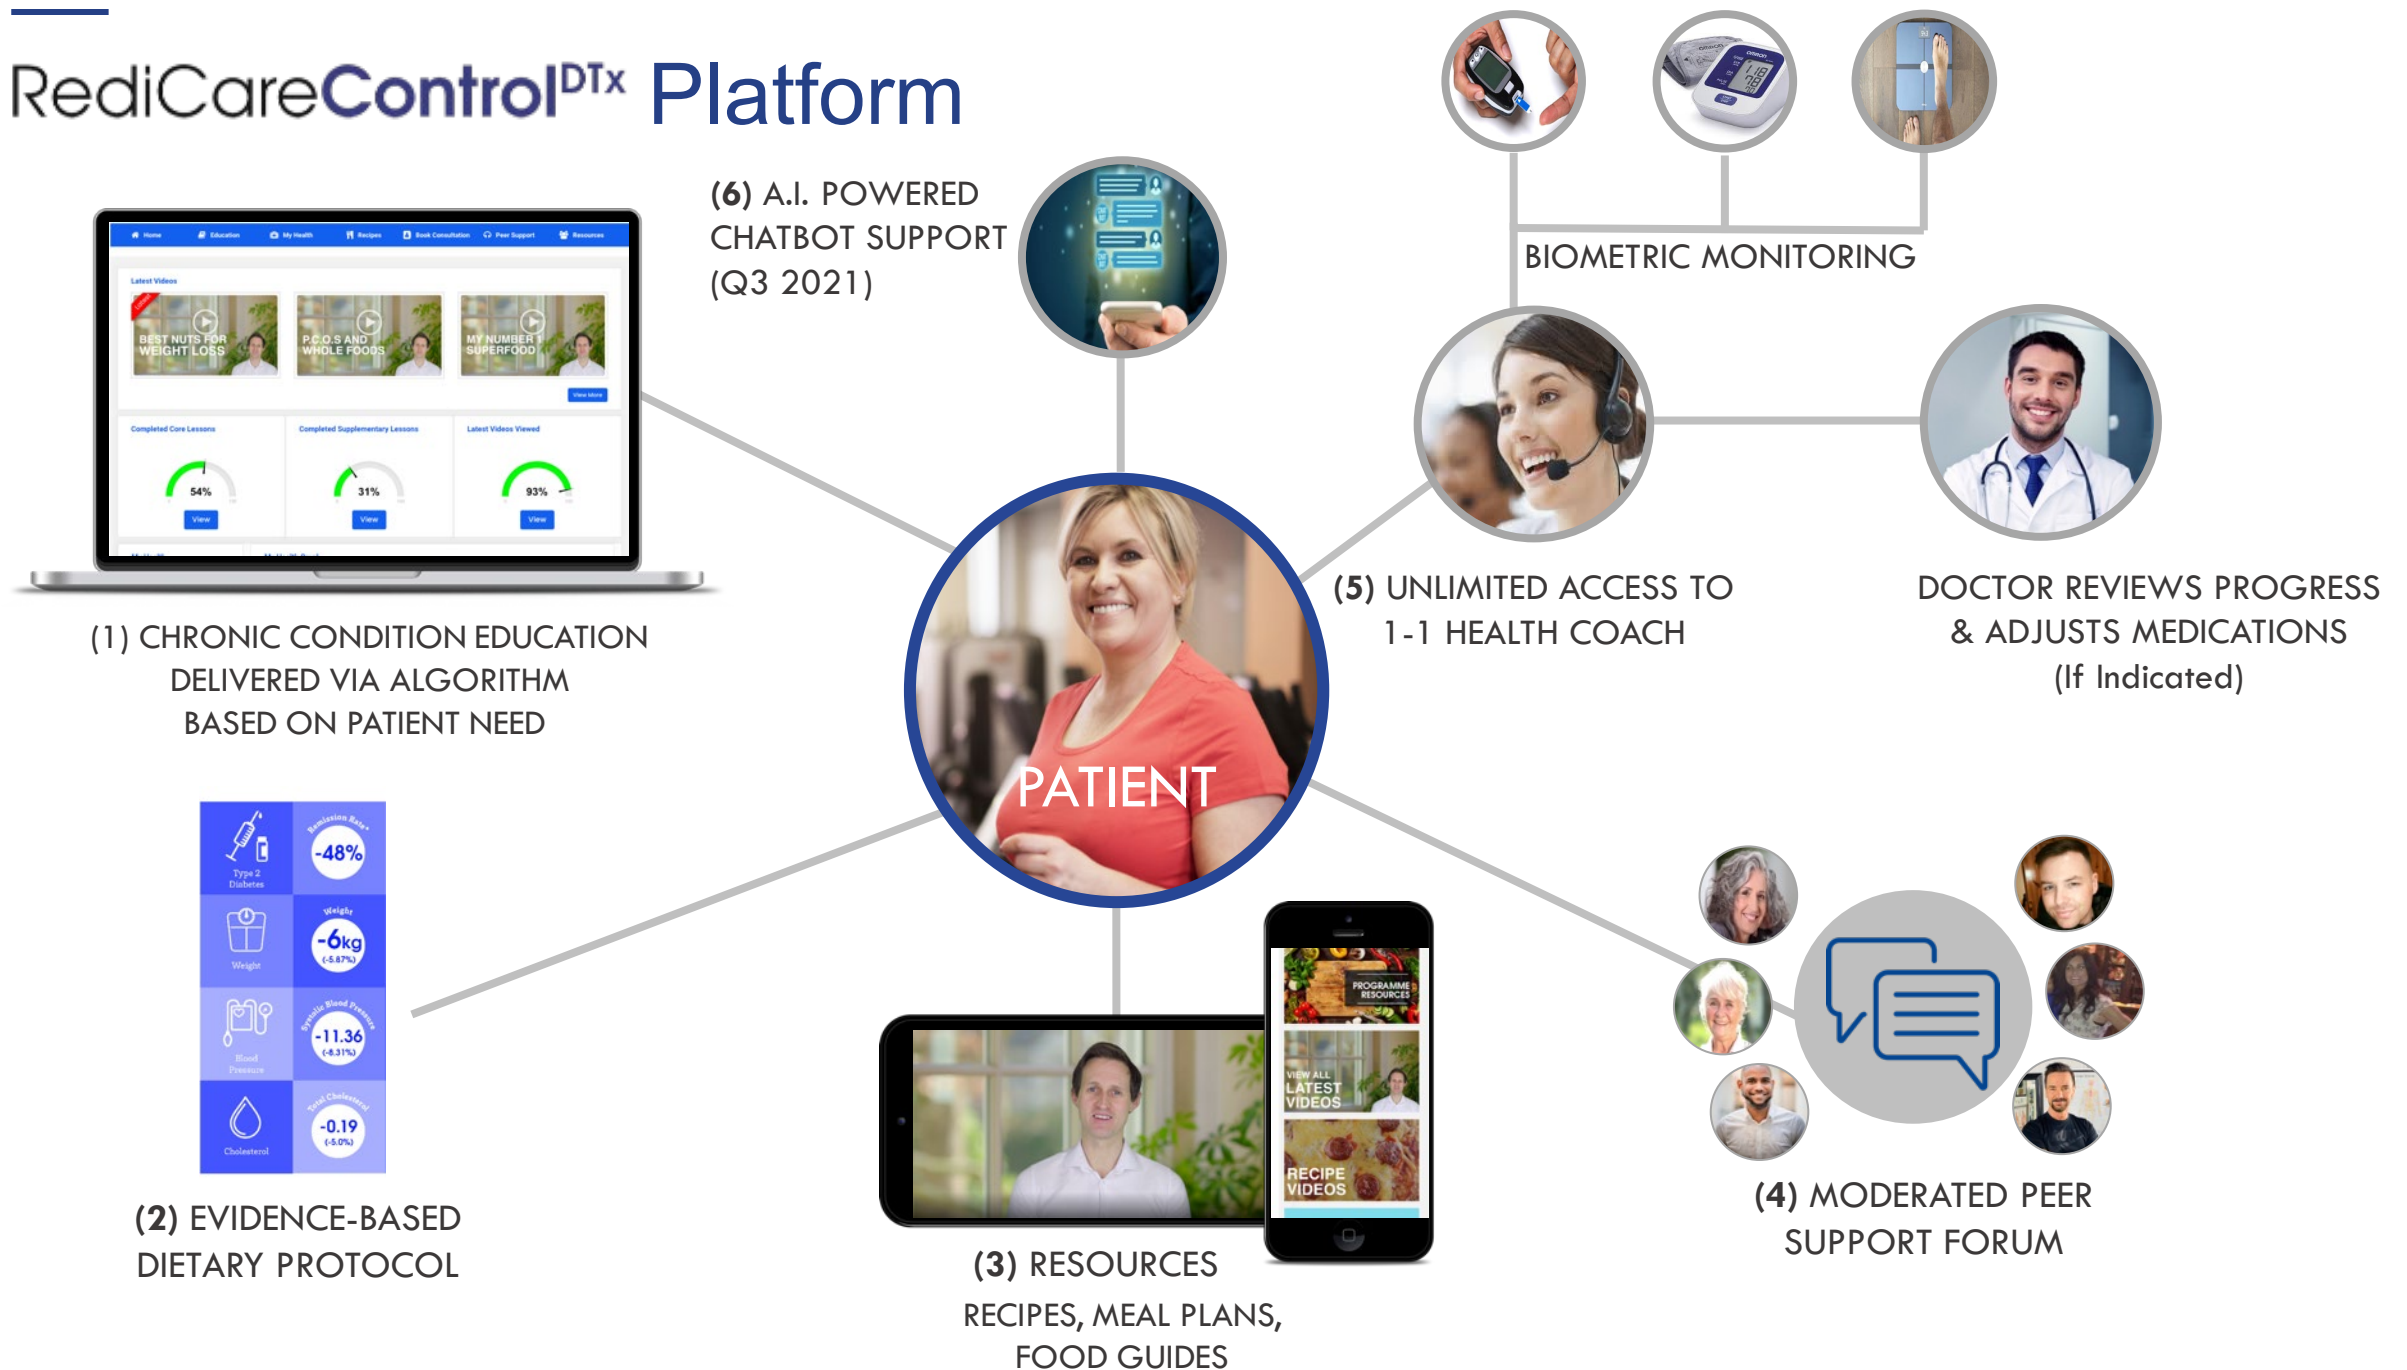 RediCareControlDTx Platform
(6) A.I. POWERED
CHATBOT SUPPORT
(Q3 2021)
BIOMETRIC MONITORING
Home Education My Health Recipes Book Consultation Peer Support Resources
Latest Videos
BEST NUTS FOR
WEIGHT LOSS
P.C.O.S AND
WHOLE FOODS
MY NUMBER 1
SUPERFOOD
View More
Completed Core Lessons
Completed Supplementary Lessons
Latest Videos Viewed
54%
31%
93%
View
View
View
(1) CHRONIC CONDITION EDUCATION
DELIVERED VIA ALGORITHM
BASED ON PATIENT NEED
(5) UNLIMITED ACCESS TO
1-1 HEALTH COACH
DOCTOR REVIEWS PROGRESS
& ADJUSTS MEDICATIONS
(If Indicated)
PATIENT
Type 2
Diabetes
Remission Rate*
-48%
Weight
Weight
-6kg
(-5.87%)
Blood
Pressure
Systolic Blood Pressure
-11.36
(-8.31%)
Cholesterol
Total Cholesterol
-0.19
(-5.0%)
(2) EVIDENCE-BASED
DIETARY PROTOCOL
PROGRAMME
RESOURCES
VIEW ALL
LATEST
VIDEOS
RECIPE
VIDEOS
(3) RESOURCES
RECIPES, MEAL PLANS,
FOOD GUIDES
(4) MODERATED PEER
SUPPORT FORUM